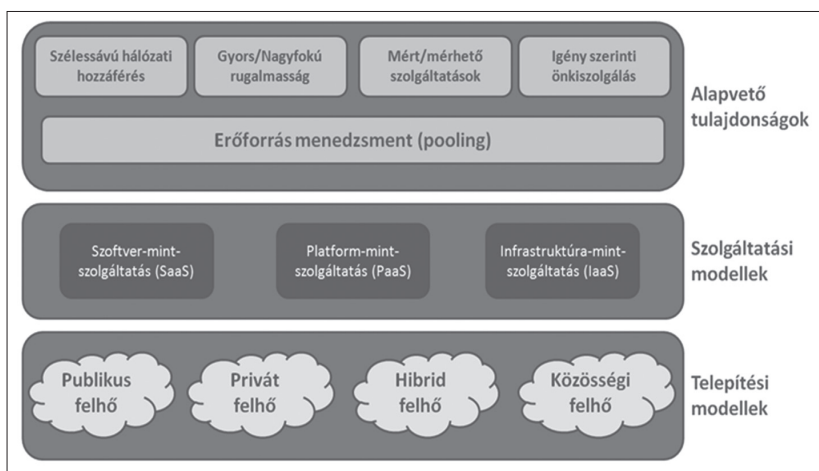 Szélessávú hálózati
hozzáférés
Gyors/Nagyfokú
rugalmasság
Mért/mérhető
szolgáltatások
Igény szerinti
önkiszolgálás
Erőforrás menedzsment (pooling)
Alapvető
tulajdonságok
Szoftver-mint-
szolgáltatás (SaaS)
Platform-mint-
szolgáltatás (PaaS)
Infrastruktúra-mint-
szolgáltatás (IaaS)
Szolgáltatási
modellek
Publikus
felhő
Privát
felhő
Hibrid
felhő
Közösségi
felhő
Telepítési
modellek